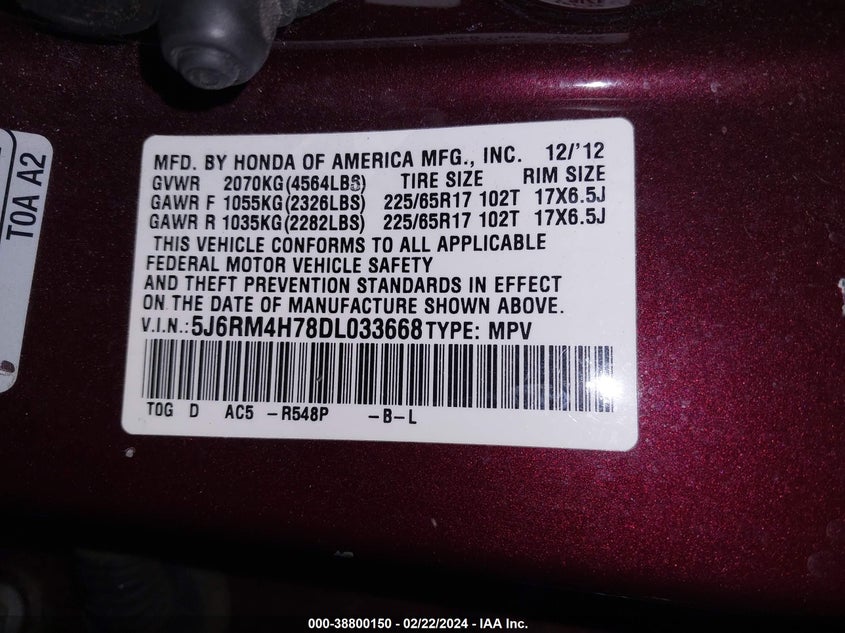 MFD. BY HONDA OF AMERICA MFG., INC. 12/'12
GVWR 2070KG(4564LBS) TIRE SIZE RIM SIZE
GAWR F 1055KG(2326LBS) 225/65R17 102T 17X6.5J
GAWR R 1035KG(2282LBS) 225/65R17 102T 17X6.5J
THIS VEHICLE CONFORMS TO ALL APPLICABLE
FEDERAL MOTOR VEHICLE SAFETY
AND THEFT PREVENTION STANDARDS IN EFFECT
ON THE DATE OF MANUFACTURE SHOWN ABOVE.
V.I.N.:5J6RM4H78DL033668 TYPE: MPV
T0G D AC5 -R548P -B-L
T0A A2
000-38800150 - 02/22/2024 - IAA Inc.